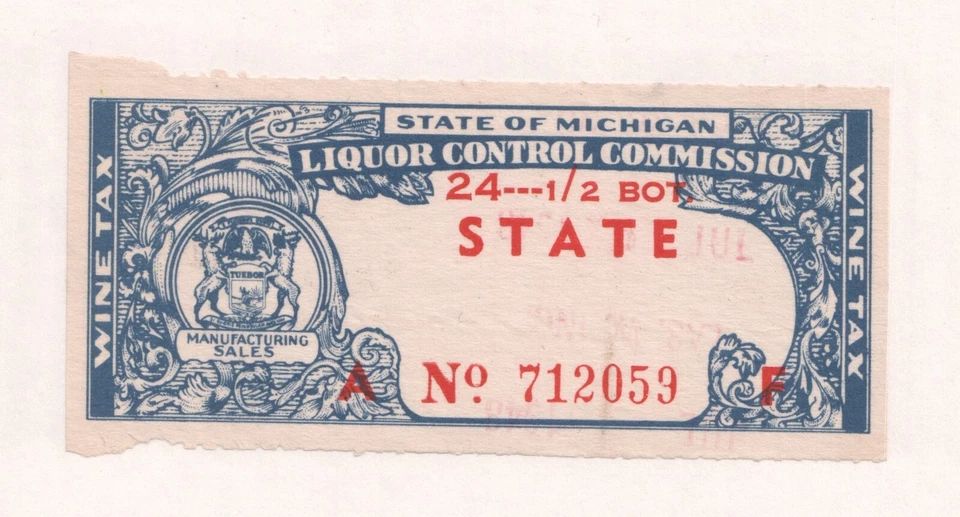 STATE OF MICHIGAN
LIQUOR CONTROL COMMISSION
24---1/2 BOT.
STATE
WINE TAX
TUEBOR
MANUFACTURING
SALES
A No 712059 F
WINE TAX